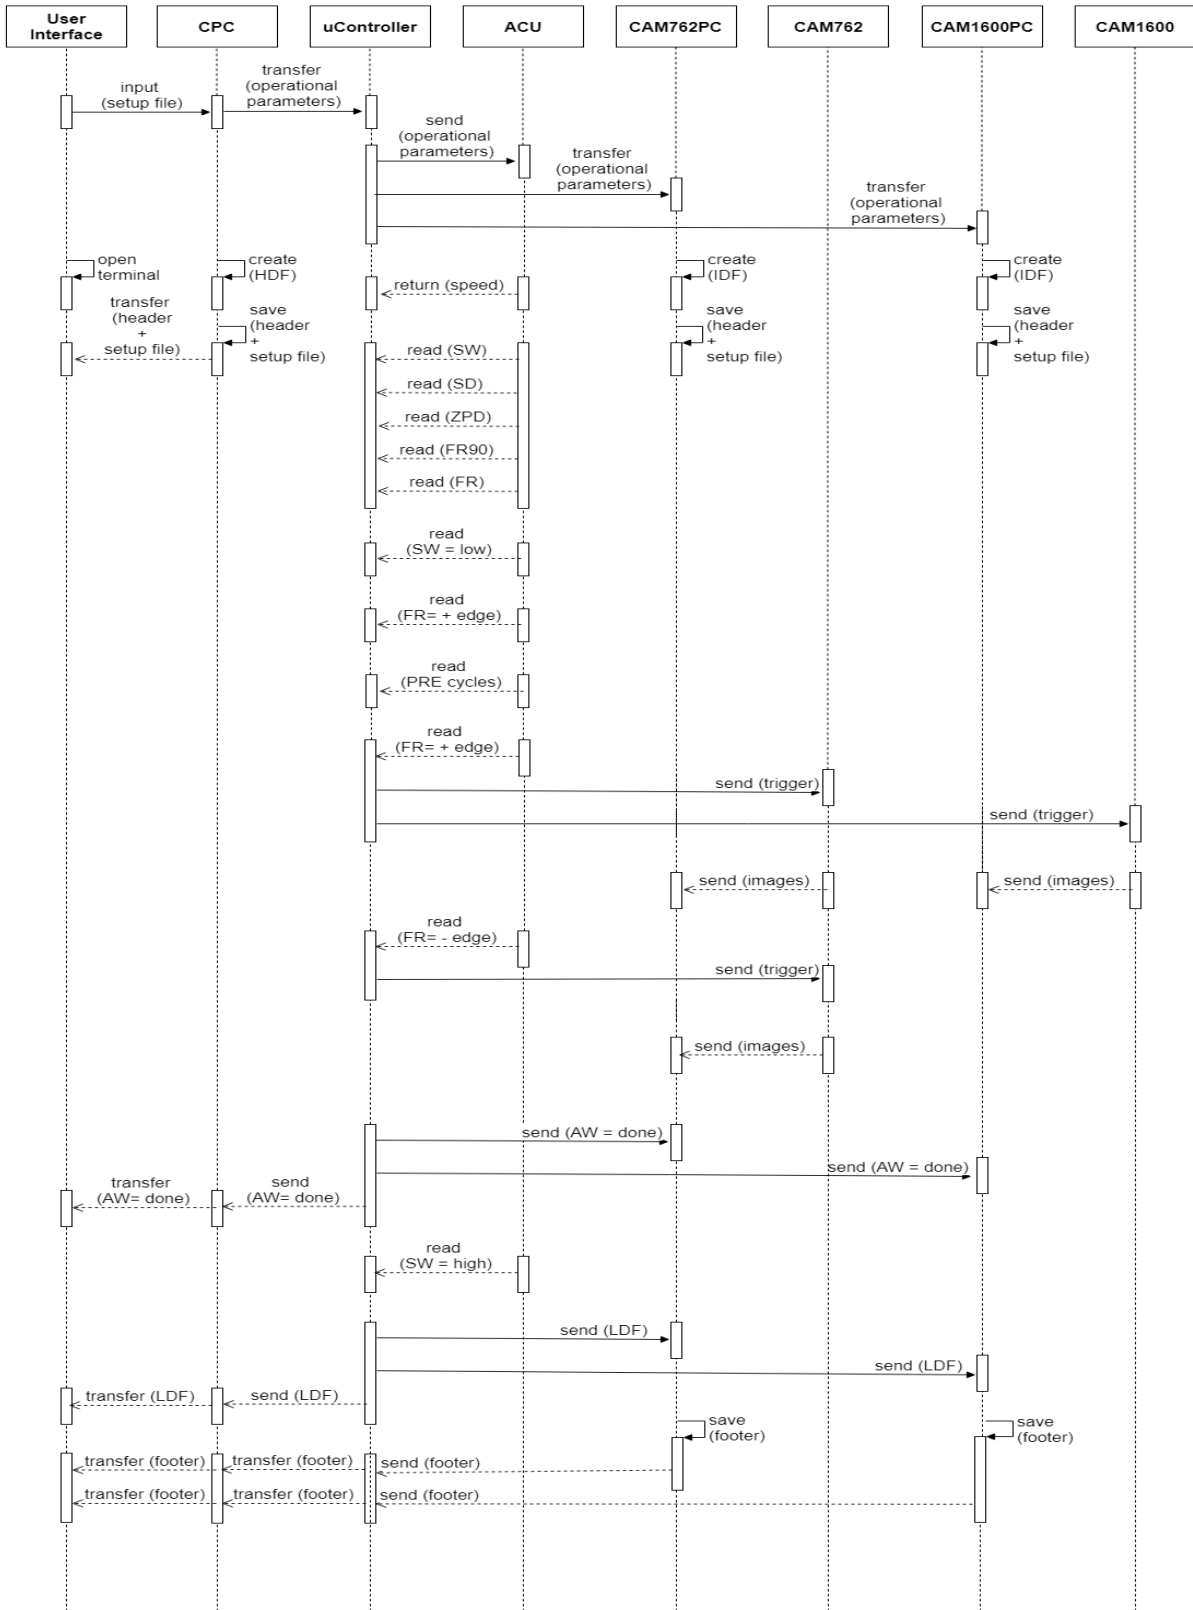 User
Interface
CPC
uController
ACU
CAM762PC
CAM762
CAM1600PC
CAM1600
input
(setup file)
transfer
(operational
parameters)
send
(operational
parameters)
transfer
(operational
parameters)
transfer
(operational
parameters)
open
terminal
create
(HDF)
return (speed)
create
(IDF)
create
(IDF)
transfer
(header
+
setup file)
save
(header
+
setup file)
save
(header
+
setup file)
save
(header
+
setup file)
read (SW)
read (SD)
read (ZPD)
read (FR90)
read (FR)
read
(SW = low)
read
(FR= + edge)
read
(PRE cycles)
read
(FR= + edge)
send (trigger)
send (trigger)
send (images)
send (images)
read
(FR= - edge)
send (trigger)
send (images)
send (AW = done)
send (AW = done)
transfer
(AW= done)
send
(AW= done)
read
(SW = high)
send (LDF)
send (LDF)
transfer (LDF)
send (LDF)
save
(footer)
save
(footer)
transfer (footer)
transfer (footer)
send (footer)
transfer (footer)
transfer (footer)
send (footer)